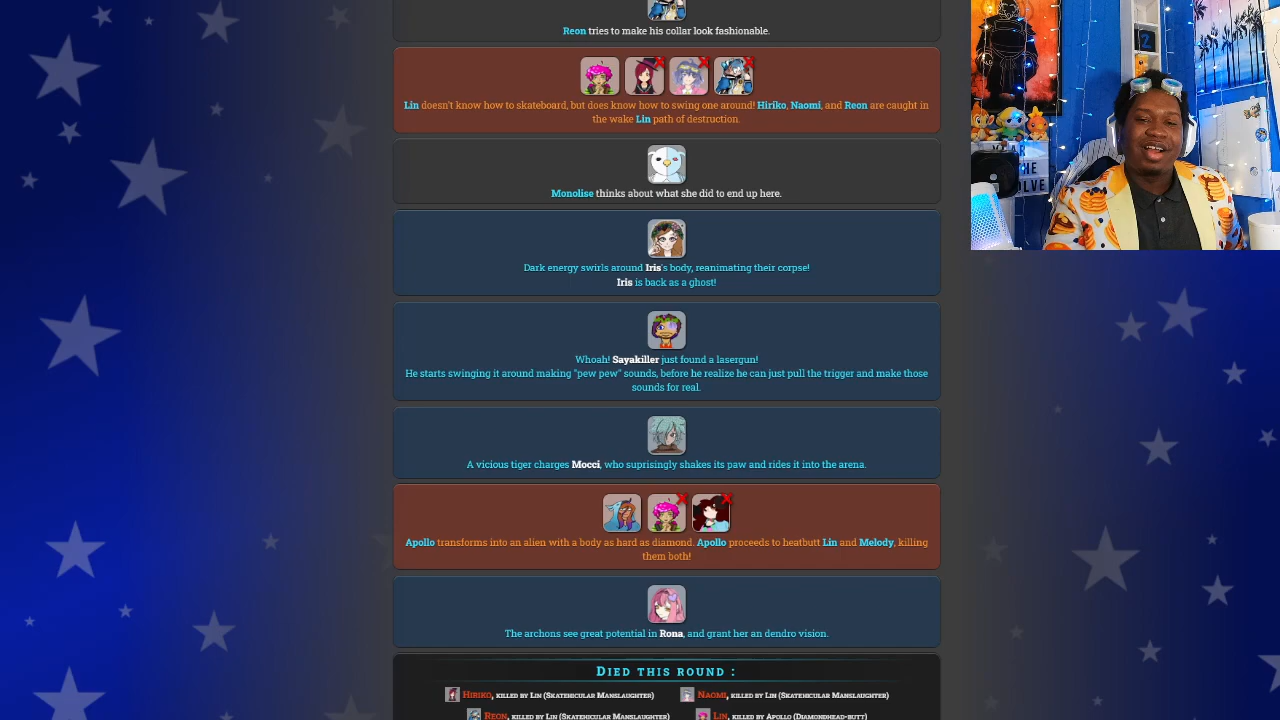 Reon tries to make his collar look fashionable.
Lin doesn't know how to skateboard, but does know how to swing one around! Hiriko, Naomi, and Reon are caught in
the wake Lin path of destruction.
Monolise thinks about what she did to end up here.
Dark energy swirls around Iris's body, reanimating their corpse!
Iris is back as a ghost!
Whoah! Sayakiller just found a lasergun!
He starts swinging it around making "pew pew" sounds, before he realize he can just pull the trigger and make those
sounds for real.
A vicious tiger charges Mocci, who suprisingly shakes its paw and rides it into the arena.
Apollo transforms into an alien with a body as hard as diamond. Apollo proceeds to heatbutt Lin and Melody, killing
them both!
The archons see great potential in Rona, and grant her an dendro vision.
Died this round :
Hiriko, killed by Lin (Skatehicular Manslaughter)
Naomi, killed by Lin (Skatehicular Manslaughter)
Reon, killed by Lin (Skatehicular Manslaughter)
Lin, killed by Apollo (Diamondhead-butt)